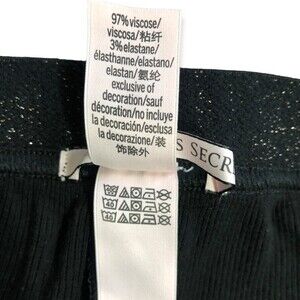 97%viscose/
viscosa/粘纤
3%elastane/
élasthanne/elastano/
elastan/氨纶
exclusive of
decoration/sauf
décoration/no incluye
la decoración/esclusa
la decorazione/装
饰除外
S SECR